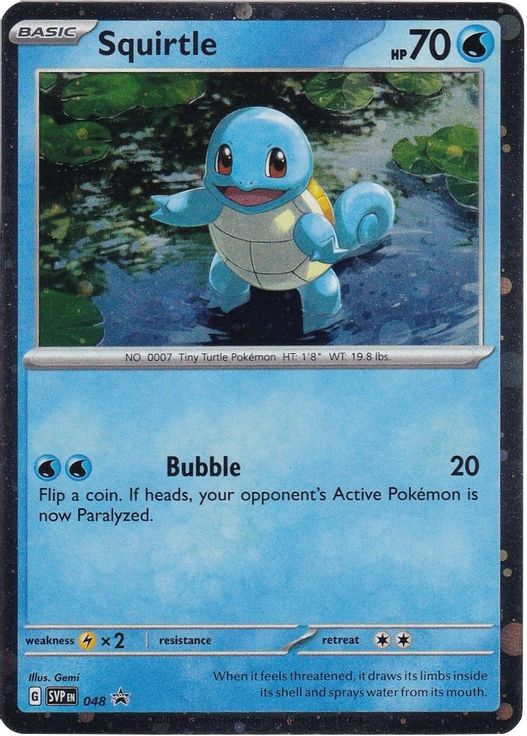 BASIC
Squirtle
HP 70
NO. 0007 Tiny Turtle Pokémon HT: 1'8" WT: 19.8 lbs.
Bubble 20
Flip a coin. If heads, your opponent's Active Pokémon is
now Paralyzed.
weakness ×2 resistance retreat
Illus. Gemi
When it feels threatened, it draws its limbs inside
its shell and sprays water from its mouth.
G SVP EN 048